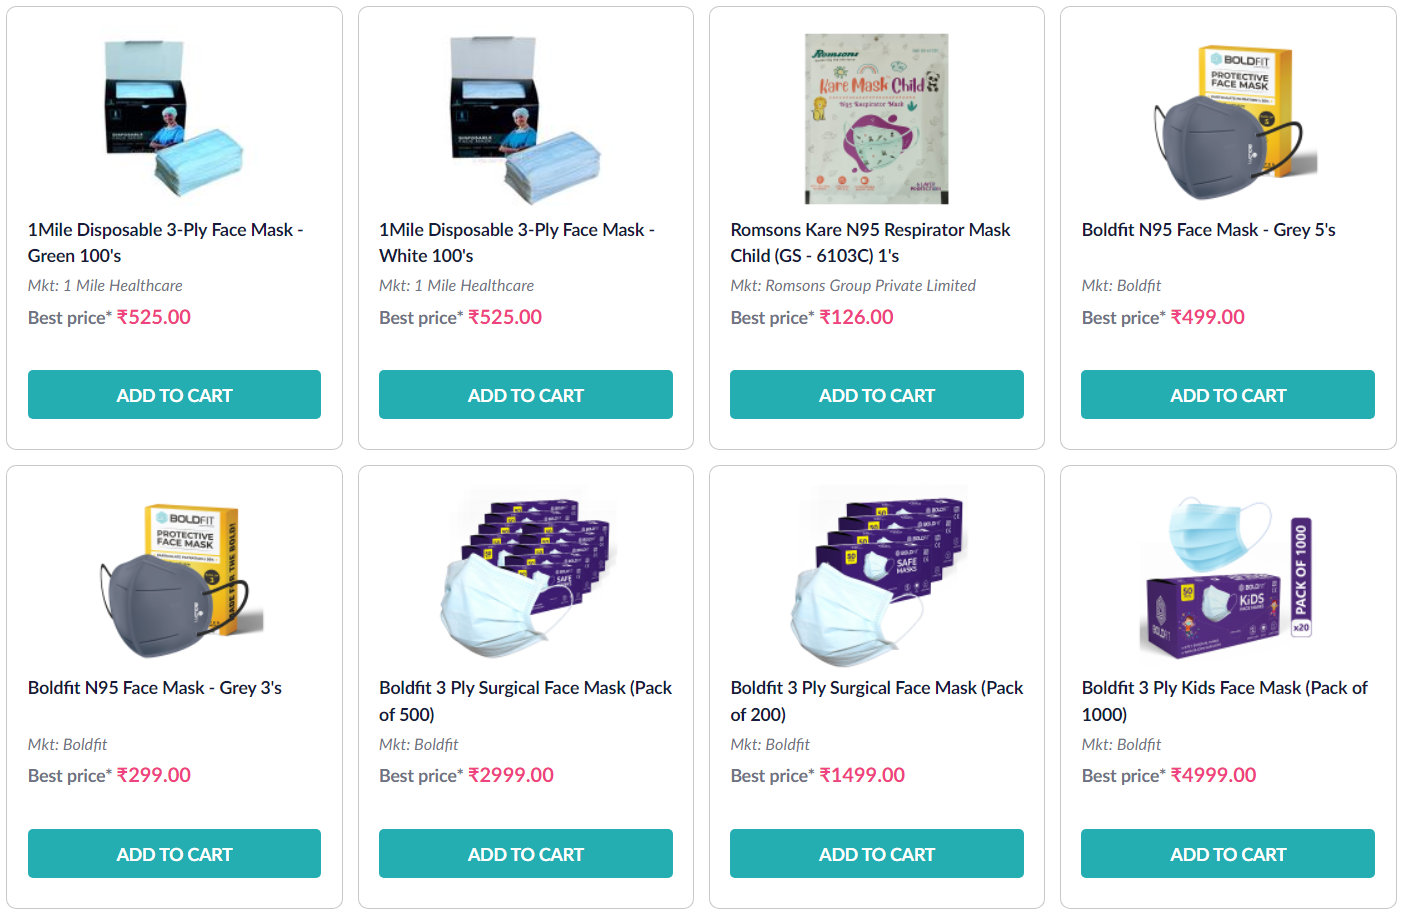 1Mile Disposable 3-Ply Face Mask -
Green 100's
Mkt: 1 Mile Healthcare
Best price* ₹525.00
ADD TO CART
1Mile Disposable 3-Ply Face Mask -
White 100's
Mkt: 1 Mile Healthcare
Best price* ₹525.00
ADD TO CART
Romsons
Kare Mask Child
N95 Respirator Mask
Romsons Kare N95 Respirator Mask
Child (GS - 6103C) 1's
Mkt: Romsons Group Private Limited
Best price* ₹126.00
ADD TO CART
BOLDFIT
PROTECTIVE
FACE MASK
Boldfit N95 Face Mask - Grey 5's
Mkt: Boldfit
Best price* ₹499.00
ADD TO CART
BOLDFIT
PROTECTIVE
FACE MASK
MADE FOR THE BOLD!
Boldfit N95 Face Mask - Grey 3's
Mkt: Boldfit
Best price* ₹299.00
ADD TO CART
SAFE
Boldfit 3 Ply Surgical Face Mask (Pack
of 500)
Mkt: Boldfit
Best price* ₹2999.00
ADD TO CART
50
BOLDFIT
SAFE
MASKS
Boldfit 3 Ply Surgical Face Mask (Pack
of 200)
Mkt: Boldfit
Best price* ₹1499.00
ADD TO CART
50
BOLDFIT
KiDS
FACE MASKS
BOLDFIT
PACK OF 1000
x20
Boldfit 3 Ply Kids Face Mask (Pack of
1000)
Mkt: Boldfit
Best price* ₹4999.00
ADD TO CART